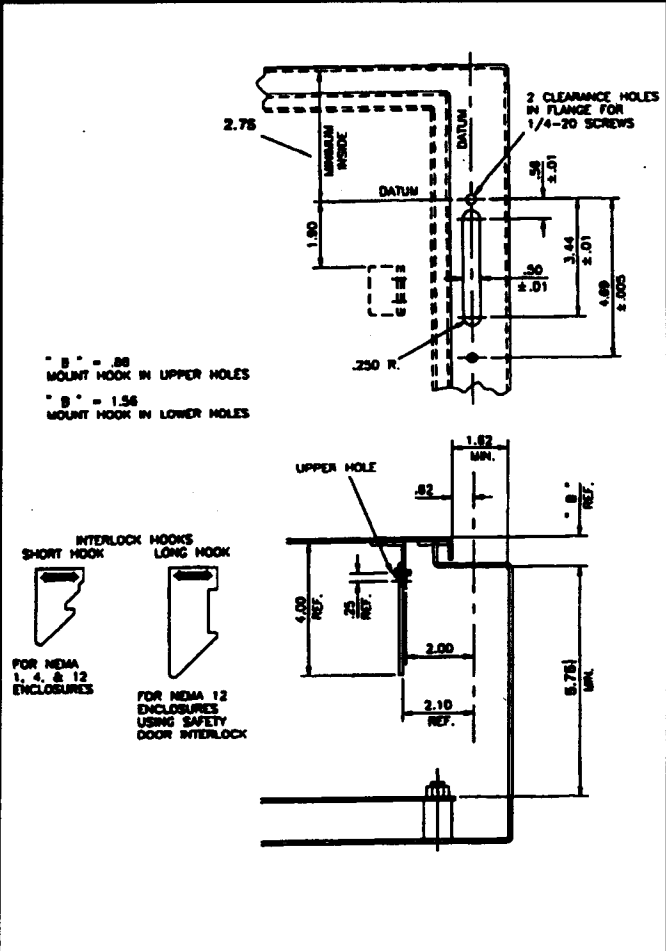 2 CLEARANCE HOLES
IN FLANGE FOR
1/4-20 SCREWS
2.75
MINIMUM
INSIDE
DATUM
DATUM
.56
±.01
1.90
3.44
±.01
4.89
±.005
.50
±.01
.250 R.
" B " = .88
MOUNT HOOK IN UPPER HOLES
" B " = 1.56
MOUNT HOOK IN LOWER HOLES
1.62
MIN.
UPPER HOLE
.62
" B "
REF.
INTERLOCK HOOKS
SHORT HOOK
LONG HOOK
4.00
REF.
.25
REF.
2.00
2.10
REF.
MIN.
FOR NEMA
1, 4, & 12
ENCLOSURES
FOR NEMA 12
ENCLOSURES
USING SAFETY
DOOR INTERLOCK